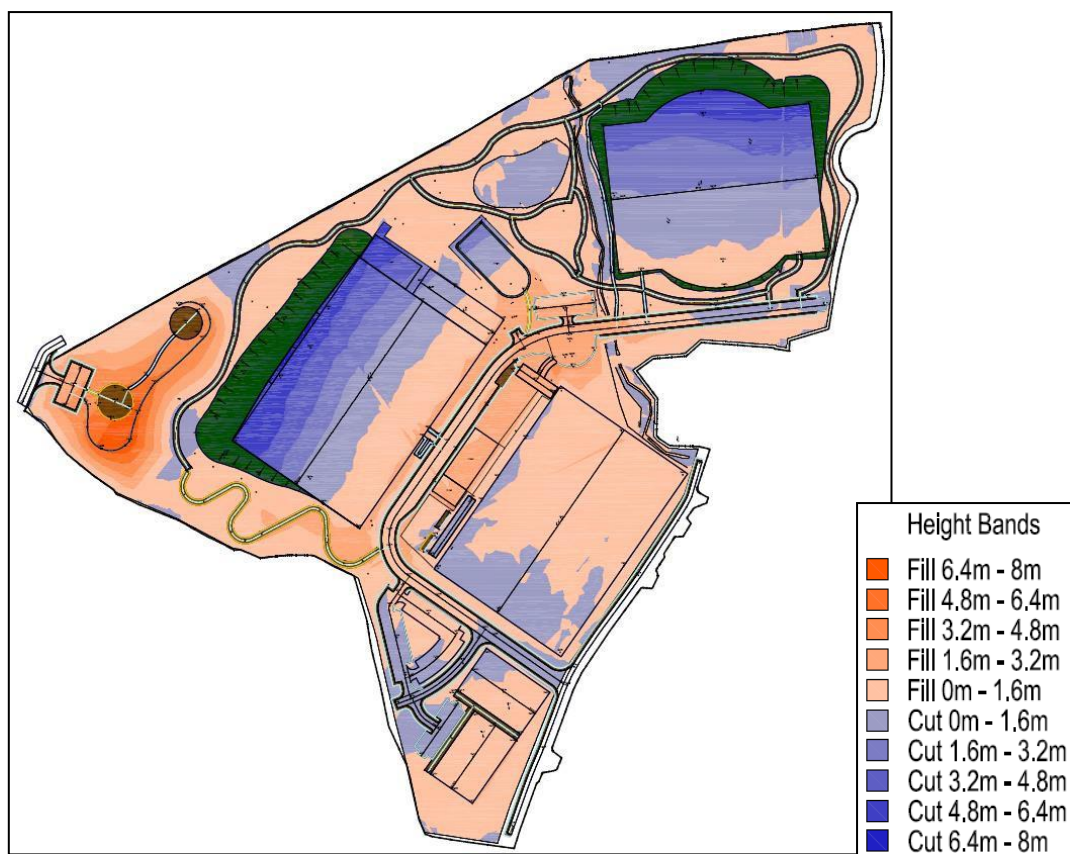 Height Bands
Fill 6.4m - 8m
Fill 4.8m - 6.4m
Fill 3.2m - 4.8m
Fill 1.6m - 3.2m
Fill 0m - 1.6m
Cut 0m - 1.6m
Cut 1.6m - 3.2m
Cut 3.2m - 4.8m
Cut 4.8m - 6.4m
Cut 6.4m - 8m